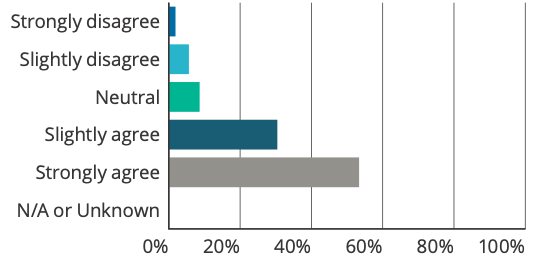 Strongly disagree
Slightly disagree
Neutral
Slightly agree
Strongly agree
N/A or Unknown
0% 20% 40% 60% 80% 100%